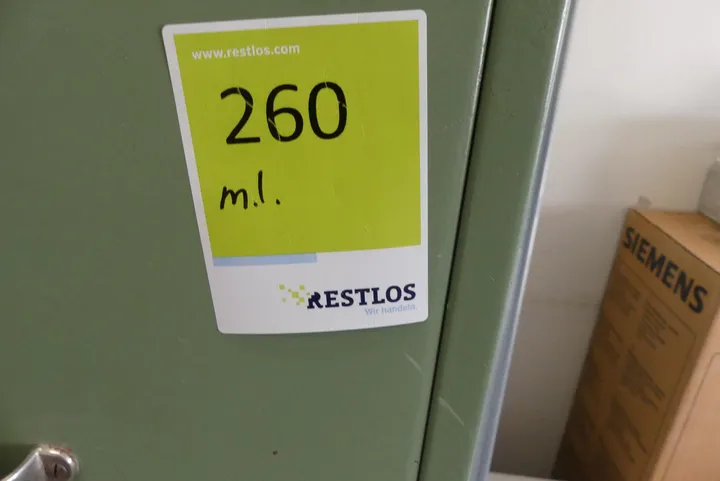 www.restlos.com
260
m.l.
RESTLOS
Wir handeln.
SIEMENS